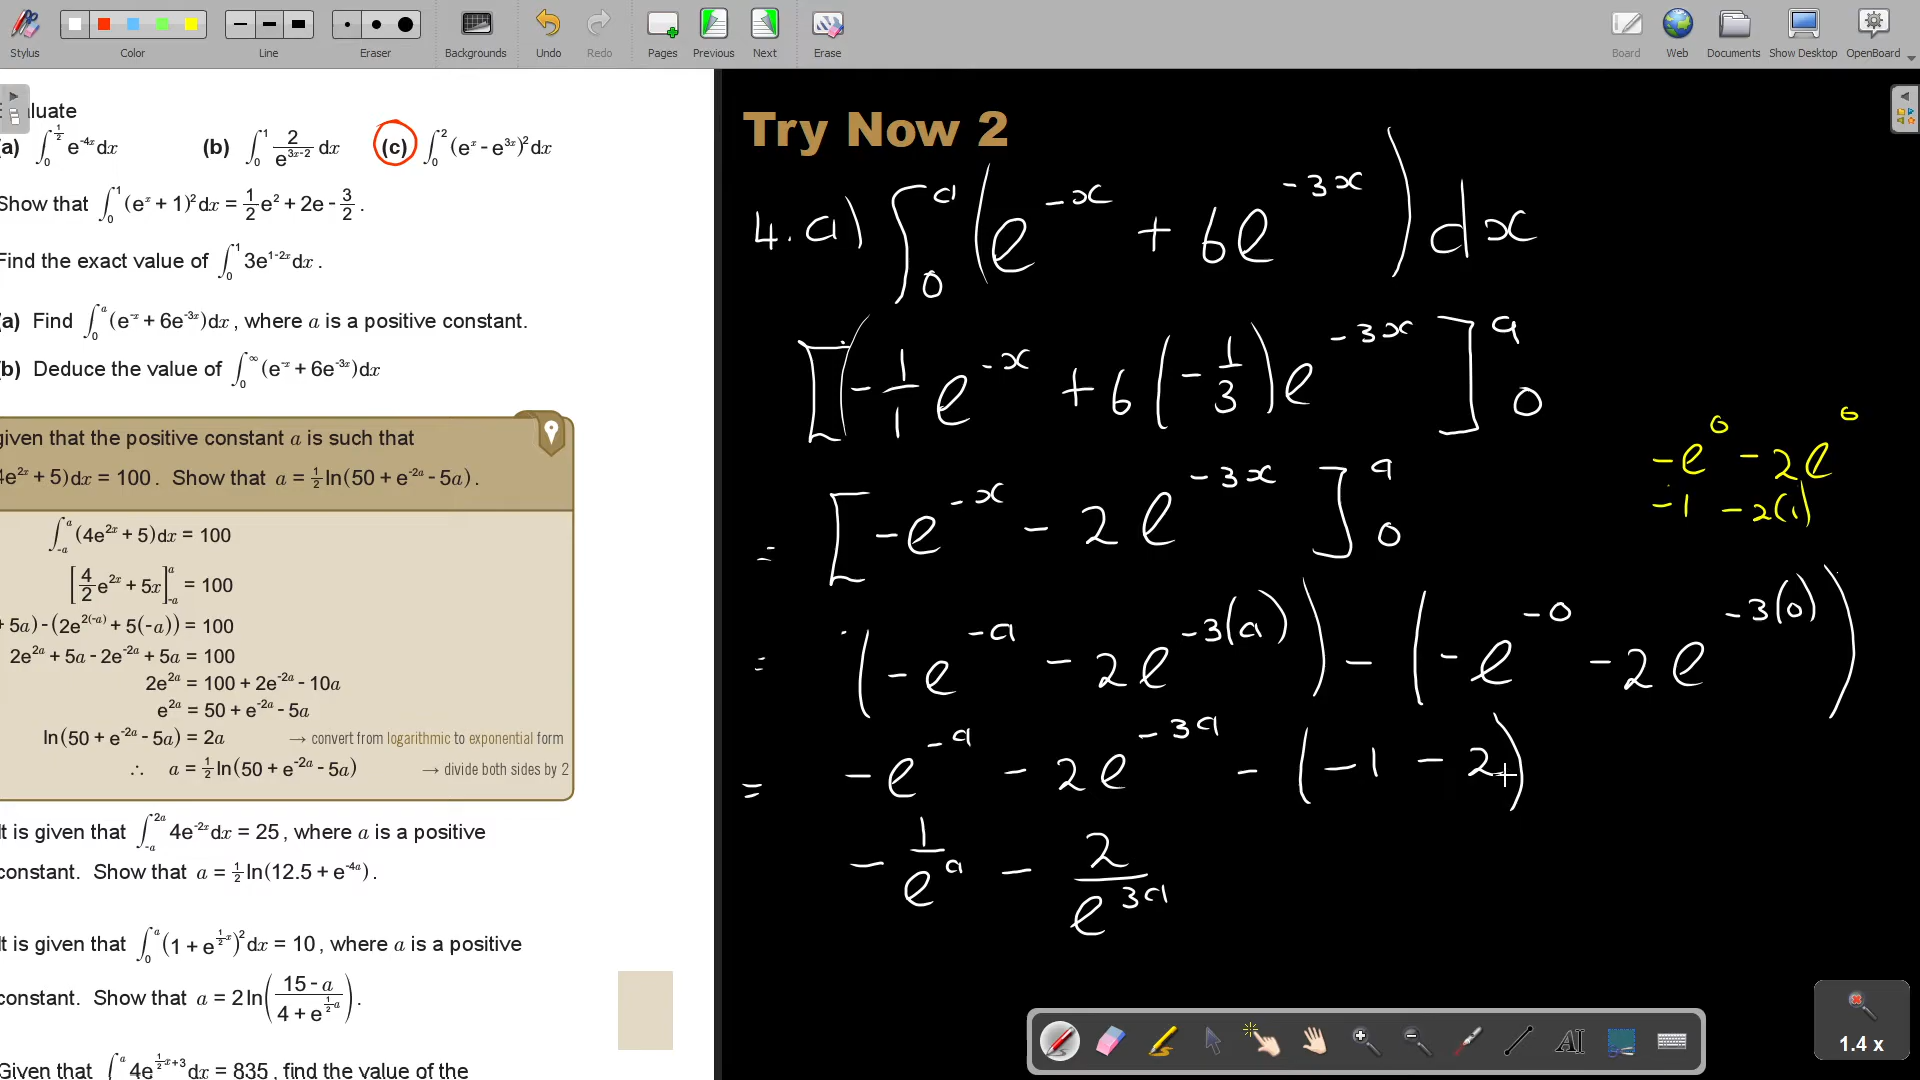 Stylus Color Line Eraser Backgrounds Undo Redo Pages Previous Next Erase Board Web Documents Show Desktop OpenBoard
luate
(a) ∫₀^{1/2} e^{-4x} dx (b) ∫₀¹ 2/e^{3x-2} dx (c) ∫₀² (e^x - e^{3x})² dx
Show that ∫₀¹ (e^x + 1)² dx = 1/2 e² + 2e - 3/2 .
Find the exact value of ∫₀¹ 3e^{1-2x} dx .
(a) Find ∫₀^a (e^{-x} + 6e^{-3x}) dx , where a is a positive constant.
(b) Deduce the value of ∫₀^∞ (e^{-x} + 6e^{-3x}) dx
given that the positive constant a is such that
4e^{2x} + 5) dx = 100 . Show that a = 1/2 ln(50 + e^{-2a} - 5a) .
∫_{-a}^a (4e^{2x} + 5) dx = 100
[4/2 e^{2x} + 5x]_{-a}^a = 100
+ 5a) - (2e^{2(-a)} + 5(-a)) = 100
2e^{2a} + 5a - 2e^{-2a} + 5a = 100
2e^{2a} = 100 + 2e^{-2a} - 10a
e^{2a} = 50 + e^{-2a} - 5a
ln(50 + e^{-2a} - 5a) = 2a → convert from logarithmic to exponential form
∴ a = 1/2 ln(50 + e^{-2a} - 5a) → divide both sides by 2
It is given that ∫_{-a}^{2a} 4e^{-2x} dx = 25 , where a is a positive
constant. Show that a = 1/2 ln(12.5 + e^{-4a}) .
It is given that ∫₀^a (1 + e^{1/2 x})² dx = 10 , where a is a positive
constant. Show that a = 2 ln((15 - a)/(4 + e^{1/2 a})) .
Given that ∫^a 4e^{1/2 x+3} dx = 835, find the value of the
Try Now 2
4. a) ∫₀^a (e^{-x} + 6e^{-3x}) dx
[(-1/1 e^{-x} + 6(-1/3) e^{-3x}]₀^a
= [-e^{-x} - 2e^{-3x}]₀^a
-e^0 - 2e^0
-1 - 2(1)
= (-e^{-a} - 2e^{-3(a)}) - (-e^{-0} - 2e^{-3(0)})
= -e^{-a} - 2e^{-3a} - (-1 - 2)
- 1/e^a - 2/e^{3a}
1.4 x